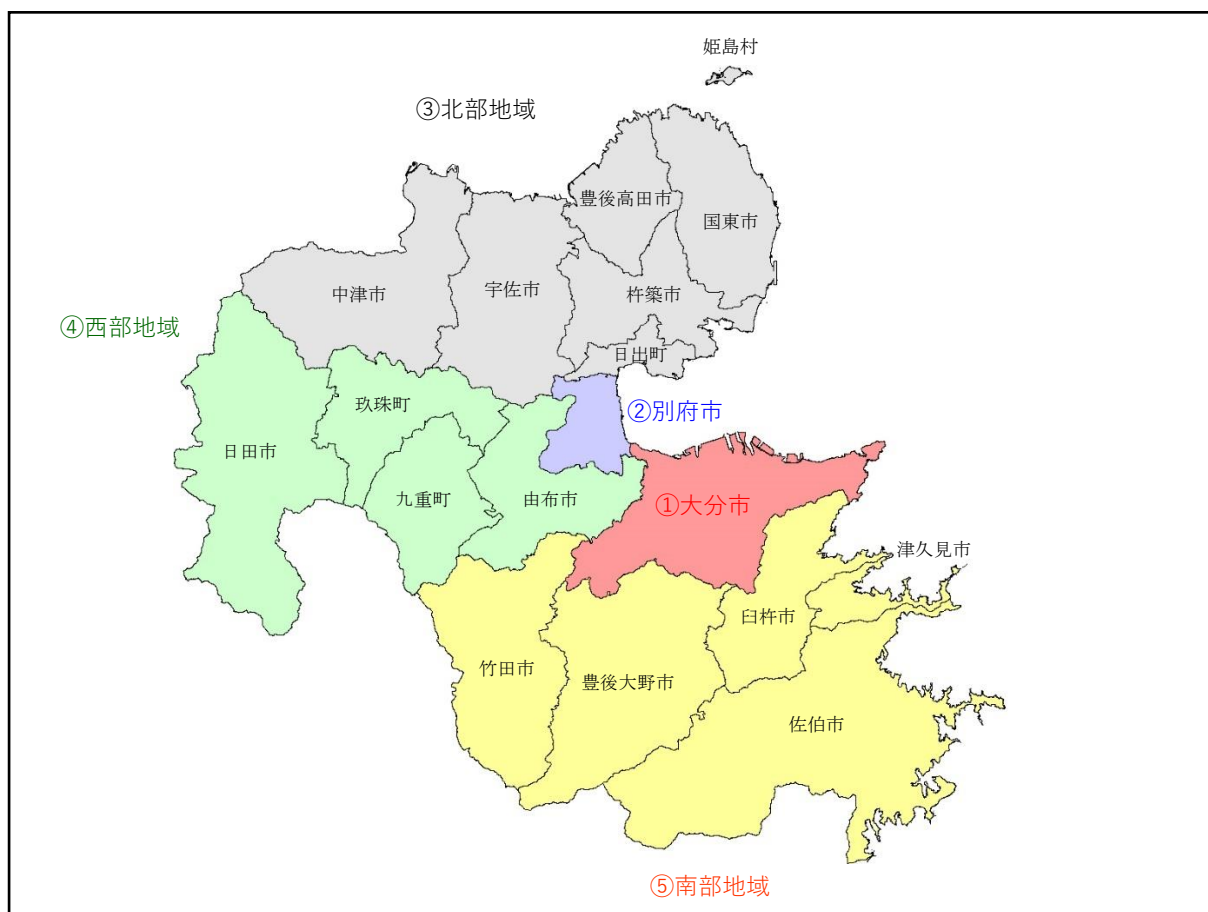 姫島村
③北部地域
豊後高田市
国東市
中津市
宇佐市
杵築市
④西部地域
日出町
玖珠町
②別府市
日田市
九重町
由布市
①大分市
津久見市
臼杵市
竹田市
豊後大野市
佐伯市
⑤南部地域